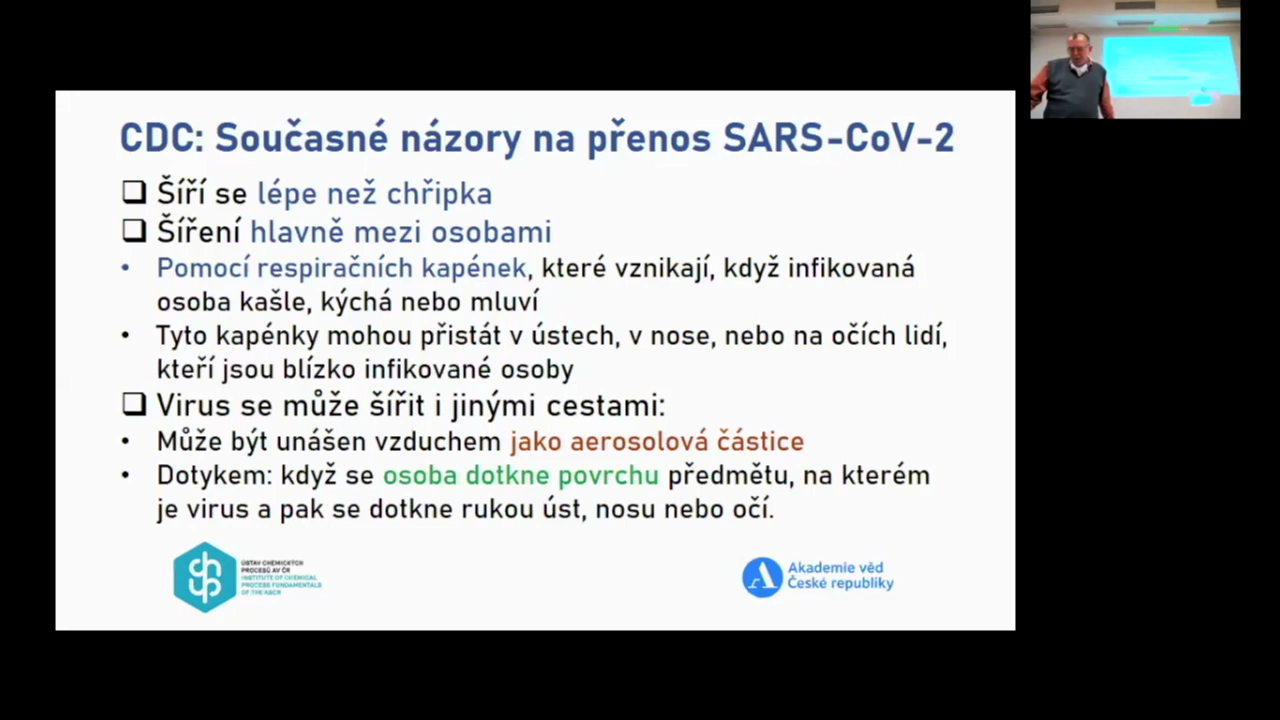 CDC: Současné názory na přenos SARS-CoV-2
Šíří se lépe než chřipka
Šíření hlavně mezi osobami
• Pomocí respiračních kapének, které vznikají, když infikovaná
osoba kašle, kýchá nebo mluví
• Tyto kapénky mohou přistát v ústech, v nose, nebo na očích lidí,
kteří jsou blízko infikované osoby
Virus se může šířit i jinými cestami:
• Může být unášen vzduchem jako aerosolová částice
• Dotykem: když se osoba dotkne povrchu předmětu, na kterém
je virus a pak se dotkne rukou úst, nosu nebo očí.
ÚSTAV CHEMICKÝCH
PROCESŮ AV ČR
INSTITUTE OF CHEMICAL
PROCESS FUNDAMENTALS
OF THE ASCR
Akademie věd
České republiky